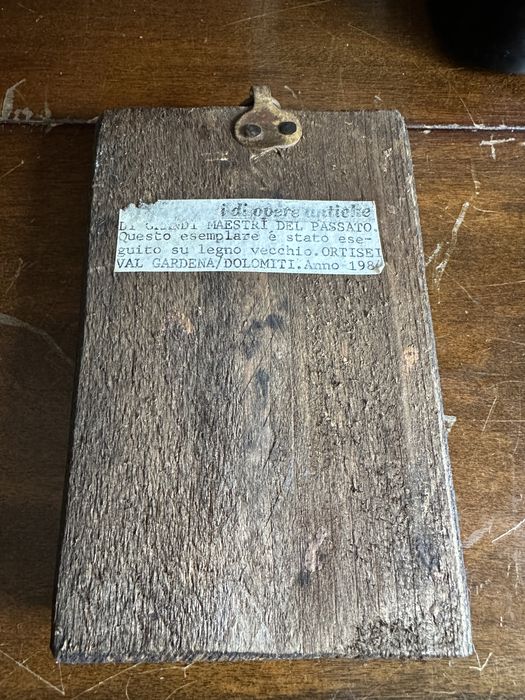 i di opere antiche
DI GRANDI MAESTRI DEL PASSATO.
Questo esemplare è stato ese-
guito su legno vecchio.ORTISEI
VAL GARDENA/DOLOMITI.Anno 198